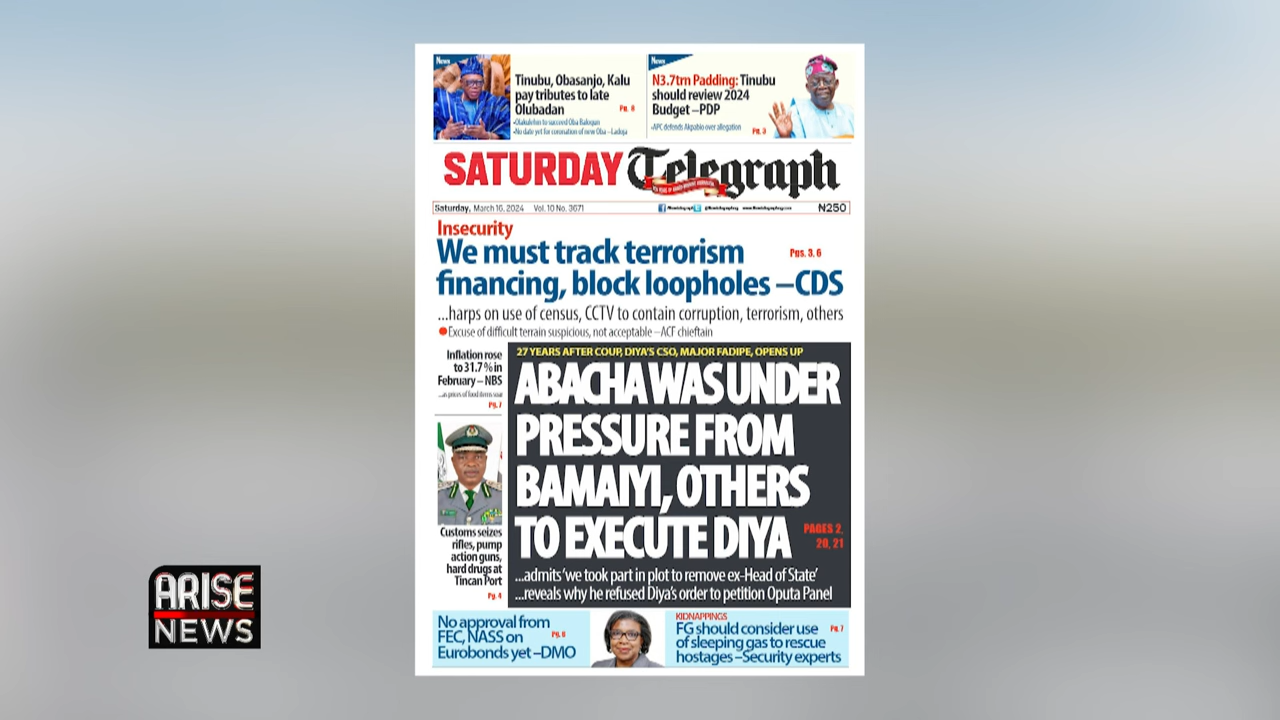 News
Tinubu, Obasanjo, Kalu
pay tributes to late
Olubadan
Pg. 8
•Olakulehin to succeed Oba Balogun
•No date yet for coronation of new Oba –Ladoja
News
N3.7trn Padding: Tinubu
should review 2024
Budget –PDP
•APC defends Akpabio over allegation
Pg. 3
SATURDAY Telegraph
Saturday, March 16, 2024 Vol. 10 No. 3671
₦250
Insecurity
We must track terrorism
Pgs. 3, 6
financing, block loopholes –CDS
...harps on use of census, CCTV to contain corruption, terrorism, others
Excuse of difficult terrain suspicious, not acceptable –ACF chieftain
Inflation rose
to 31.7% in
February – NBS
...as prices of food items soar
Pg. 7
Customs seizes
rifles, pump
action guns,
hard drugs at
Tincan Port
Pg. 4
27 YEARS AFTER COUP, DIYA'S CSO, MAJOR FADIPE, OPENS UP
ABACHA WAS UNDER
PRESSURE FROM
BAMAIYI, OTHERS
TO EXECUTE DIYA
PAGES 2,
20, 21
...admits 'we took part in plot to remove ex-Head of State'
...reveals why he refused Diya's order to petition Oputa Panel
No approval from
FEC, NASS on
Pg. 8
Eurobonds yet –DMO
KIDNAPPINGS
FG should consider use
Pg. 7
of sleeping gas to rescue
hostages –Security experts
ARISE
NEWS